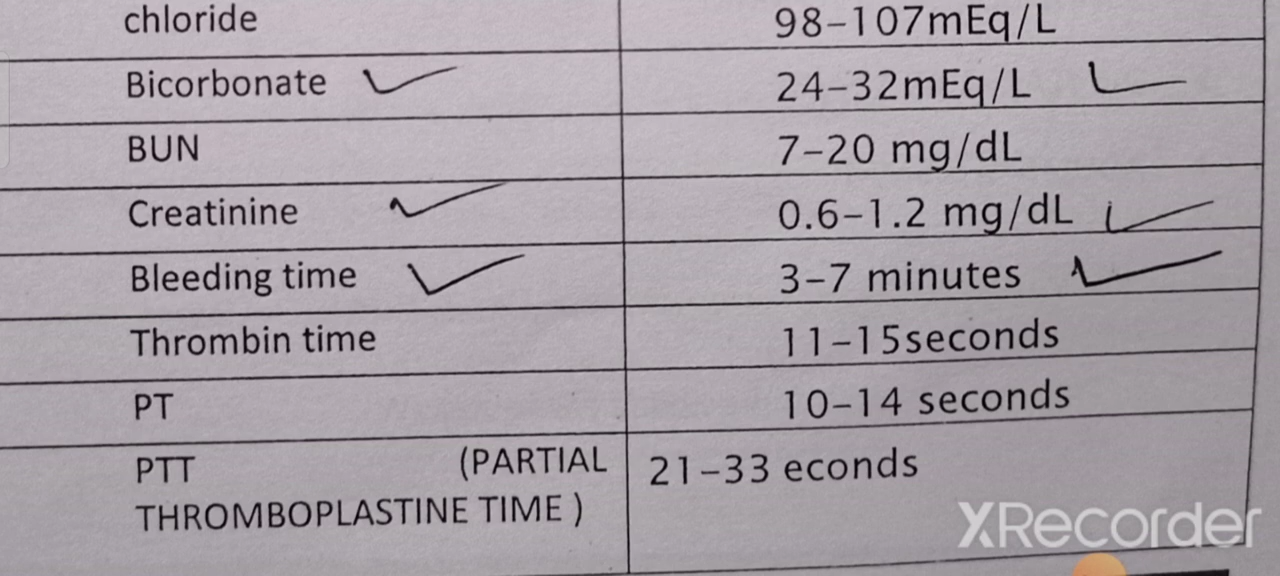 chloride 98-107mEq/L
Bicorbonate 24-32mEq/L
BUN 7-20 mg/dL
Creatinine 0.6-1.2 mg/dL
Bleeding time 3-7 minutes
Thrombin time 11-15seconds
PT 10-14 seconds
PTT (PARTIAL 21-33 econds
THROMBOPLASTINE TIME )
XRecorder